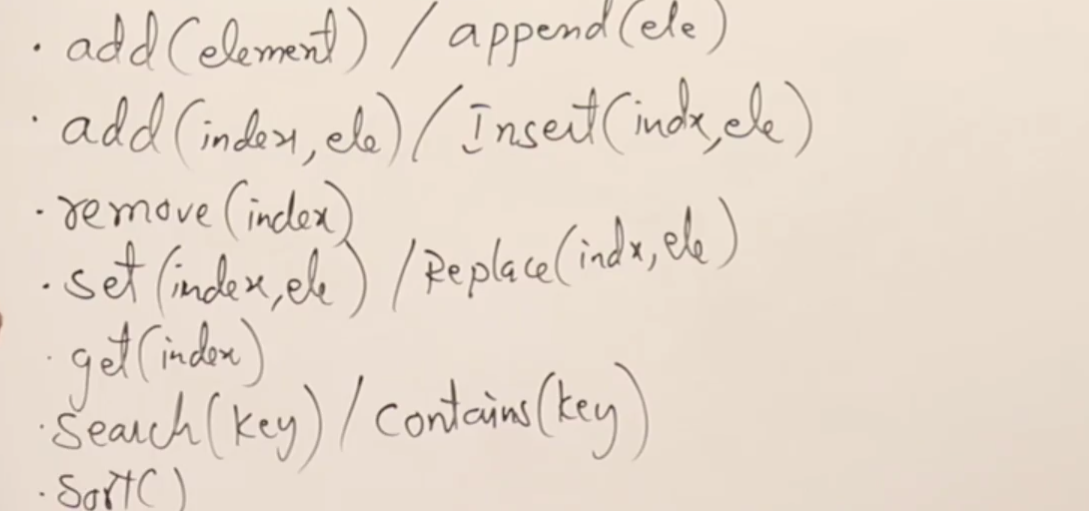 . add(element) / append(ele)
. add(index, ele) / Insert(indx, ele)
. remove(index)
. set(index, ele) / Replace(indx, ele)
. get(index)
. Search(key) / Contains(key)
. Sort()